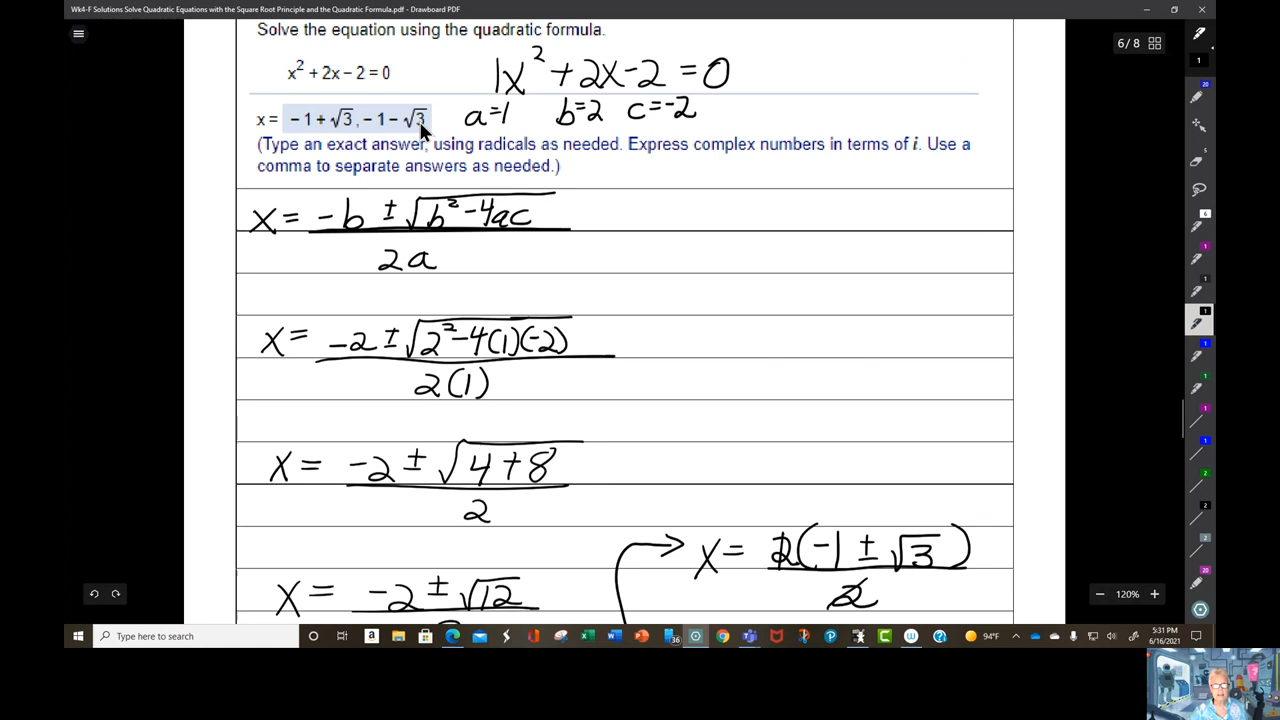 Wk4-F Solutions Solve Quadratic Equations with the Square Root Principle and the Quadratic Formula.pdf - Drawboard PDF
6/8
Solve the equation using the quadratic formula.
x² + 2x − 2 = 0
1x² + 2x − 2 = 0
x = − 1 + √3 , − 1 − √3
a=1 b=2 c=-2
(Type an exact answer, using radicals as needed. Express complex numbers in terms of i. Use a
comma to separate answers as needed.)
x = -b ± √b² - 4ac
2a
x = -2 ± √2² - 4(1)(-2)
2(1)
x = -2 ± √4 + 8
2
x = 2(-1 ± √3)
2
x = -2 ± √12
120%
Type here to search
36
94°F
5:31 PM
6/16/2021